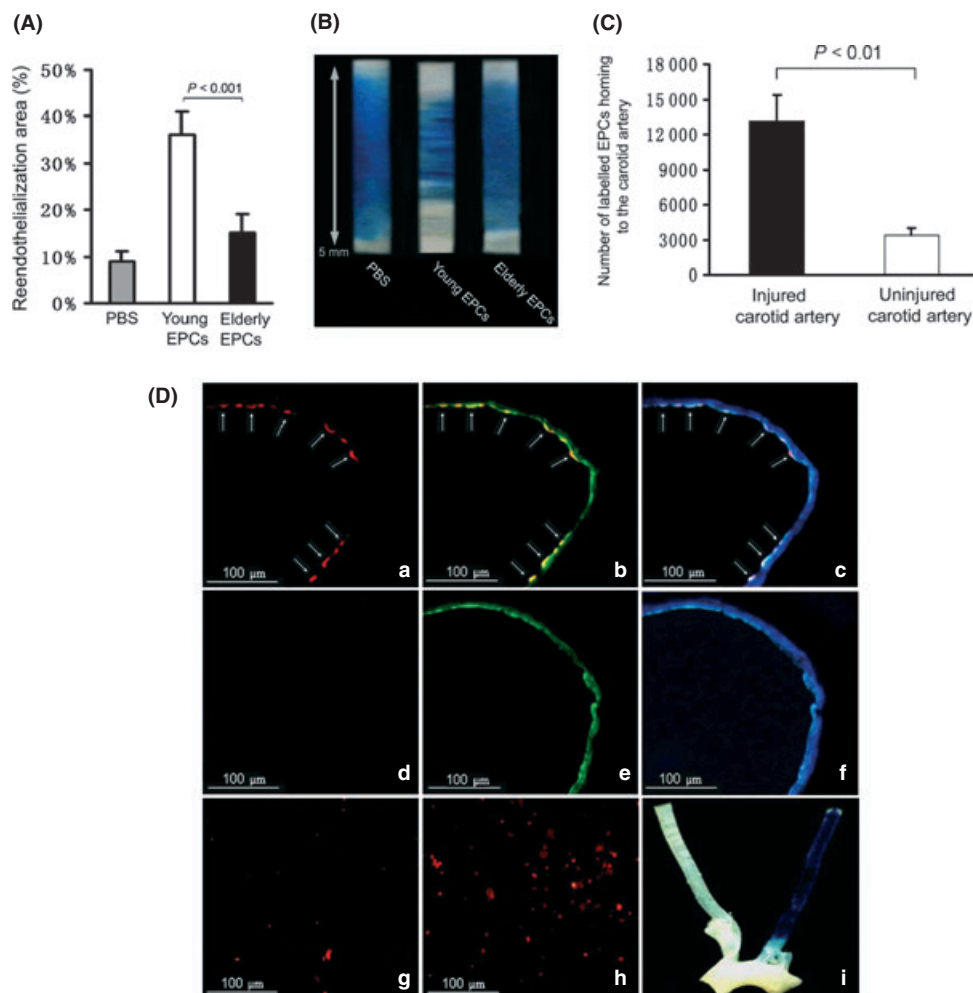 (A)
Reendothelialization area (%)
50%
40%
30%
20%
10%
0%
P < 0.001
PBS
Young
EPCs
Elderly
EPCs
(B)
5 mm
PBS
Young EPCs
Elderly EPCs
(C)
Number of labelled EPCs homing
to the carotid artery
18 000
15 000
12 000
9000
6000
3000
0
P < 0.01
Injured
carotid artery
Uninjured
carotid artery
(D)
100 µm
a
100 µm
b
100 µm
c
100 µm
d
100 µm
e
100 µm
f
100 µm
g
100 µm
h
i